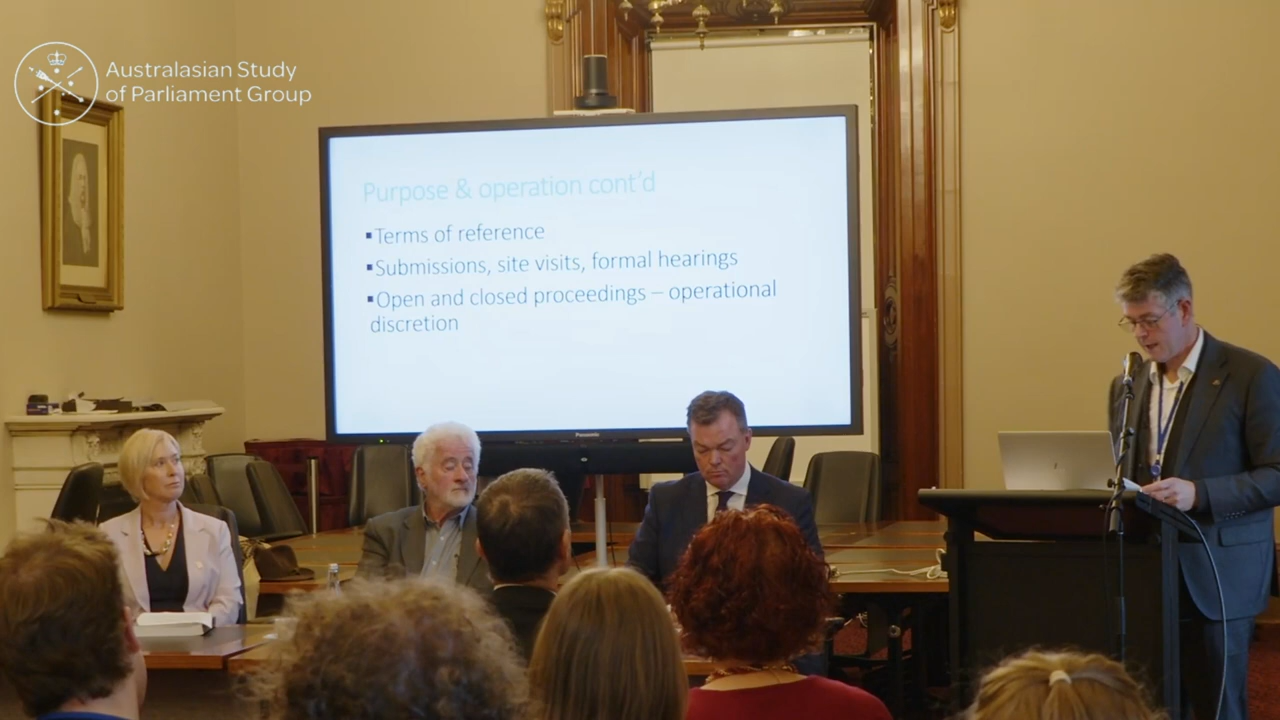 Australasian Study
of Parliament Group
Purpose & operation cont'd
▪Terms of reference
▪Submissions, site visits, formal hearings
▪Open and closed proceedings – operational
discretion
Panasonic